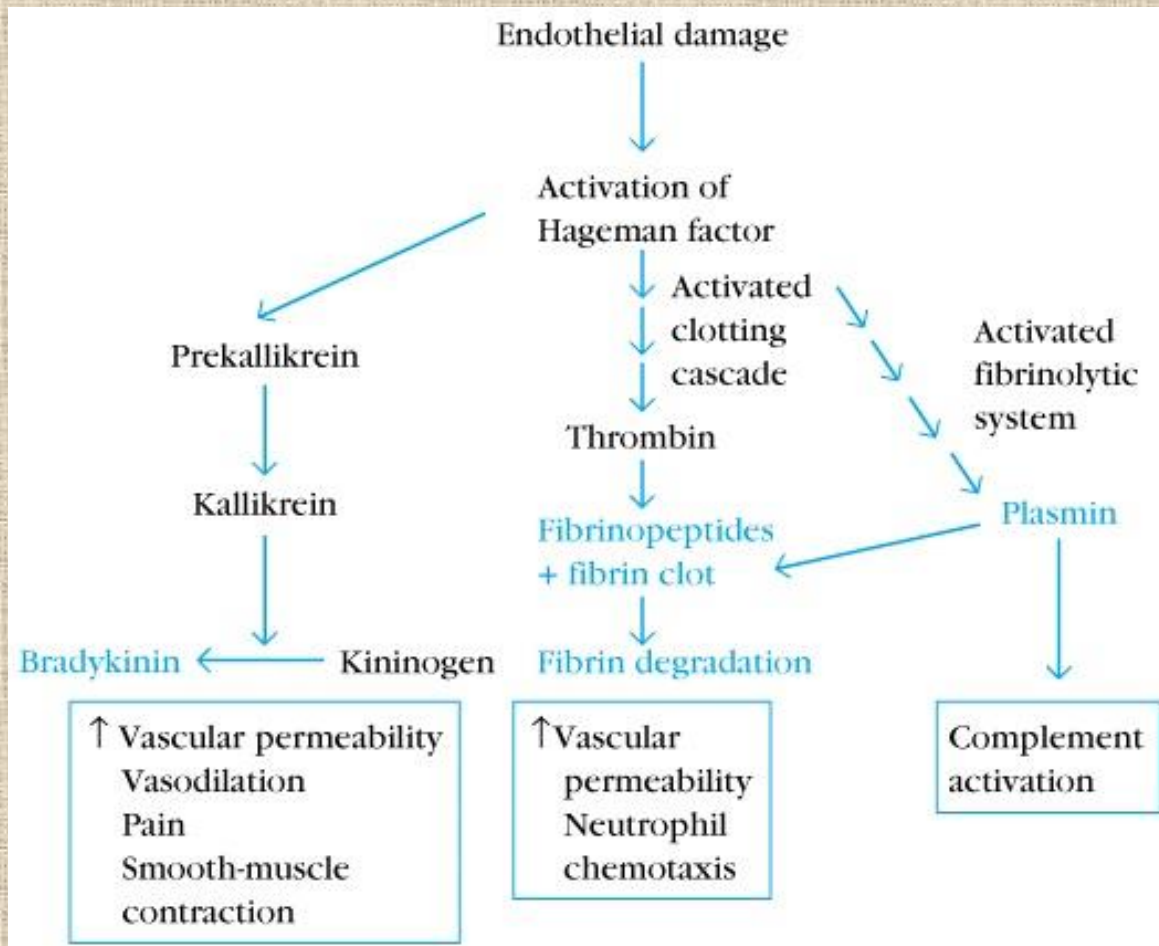 Endothelial damage
Activation of
Hageman factor
Activated
clotting
cascade
Activated
fibrinolytic
system
Prekallikrein
Thrombin
Kallikrein
Fibrinopeptides
+ fibrin clot
Plasmin
Bradykinin
Kininogen
Fibrin degradation
↑ Vascular permeability
Vasodilation
Pain
Smooth-muscle
contraction
↑Vascular
permeability
Neutrophil
chemotaxis
Complement
activation